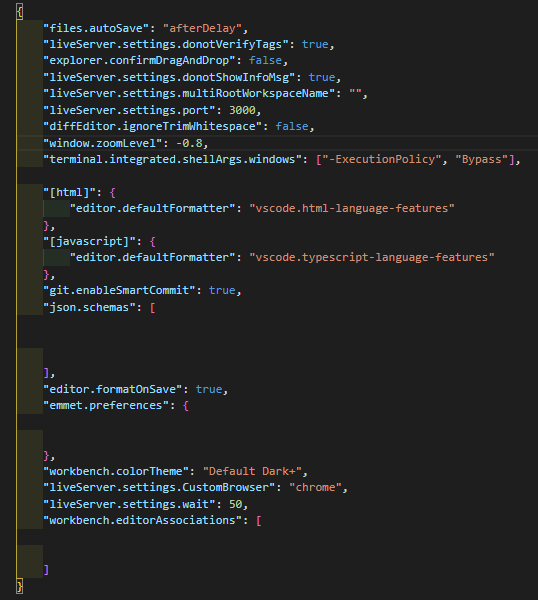 {
"files.autoSave": "afterDelay",
"liveServer.settings.donotVerifyTags": true,
"explorer.confirmDragAndDrop": false,
"liveServer.settings.donotShowInfoMsg": true,
"liveServer.settings.multiRootWorkspaceName": "",
"liveServer.settings.port": 3000,
"diffEditor.ignoreTrimWhitespace": false,
"window.zoomLevel": -0.8,
"terminal.integrated.shellArgs.windows": ["-ExecutionPolicy", "Bypass"],
"[html]": {
"editor.defaultFormatter": "vscode.html-language-features"
},
"[javascript]": {
"editor.defaultFormatter": "vscode.typescript-language-features"
},
"git.enableSmartCommit": true,
"json.schemas": [
],
"editor.formatOnSave": true,
"emmet.preferences": {
},
"workbench.colorTheme": "Default Dark+",
"liveServer.settings.CustomBrowser": "chrome",
"liveServer.settings.wait": 50,
"workbench.editorAssociations": [
]
}